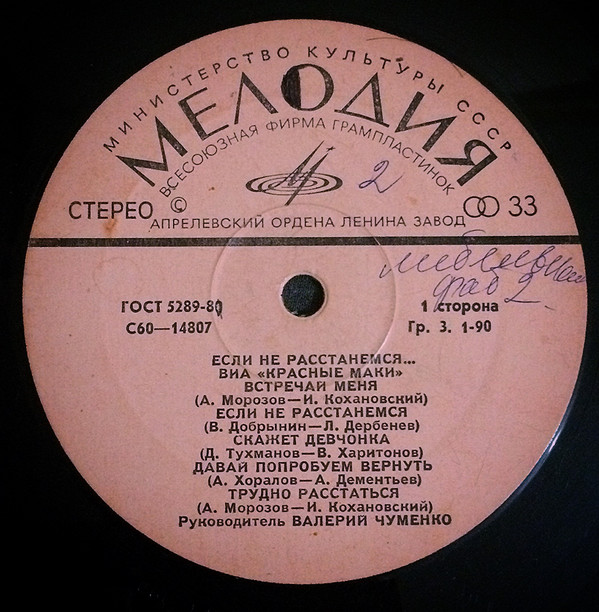 МИНИСТЕРСТВО КУЛЬТУРЫ СССР
МЕЛОДИЯ
ВСЕСОЮЗНАЯ ФИРМА ГРАМПЛАСТИНОК
2
СТЕРЕО © 33
АПРЕЛЕВСКИЙ ОРДЕНА ЛЕНИНА ЗАВОД
2
ГОСТ 5289-80 1 сторона
С60—14807 Гр. 3. 1-90
ЕСЛИ НЕ РАССТАНЕМСЯ...
ВИА «КРАСНЫЕ МАКИ»
ВСТРЕЧАЙ МЕНЯ
(А. Морозов—И. Кохановский)
ЕСЛИ НЕ РАССТАНЕМСЯ
(В. Добрынин—Л. Дербенев)
СКАЖЕТ ДЕВЧОНКА
(Д. Тухманов—В. Харитонов)
ДАВАЙ ПОПРОБУЕМ ВЕРНУТЬ
(А. Хоралов—А. Дементьев)
ТРУДНО РАССТАТЬСЯ
(А. Морозов—И. Кохановский)
Руководитель ВАЛЕРИЙ ЧУМЕНКО